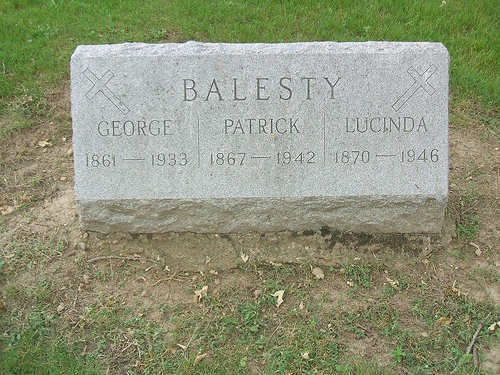 BALESTY
GEORGE PATRICK LUCINDA
1861 — 1933 1867 — 1942 1870 — 1946